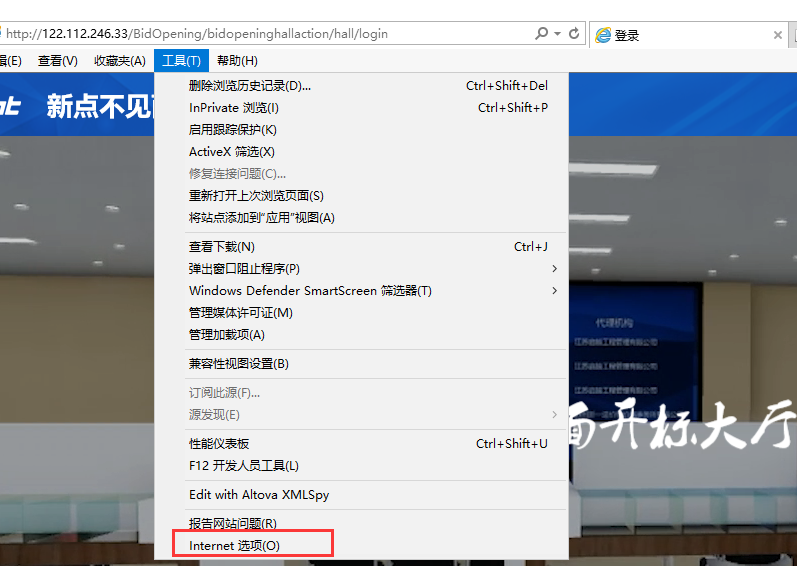 http://122.112.246.33/BidOpening/bidopeninghallaction/hall/login
登录
辑(E) 查看(V) 收藏夹(A) 工具(T) 帮助(H)
新点不见
删除浏览历史记录(D)... Ctrl+Shift+Del
InPrivate 浏览(I) Ctrl+Shift+P
启用跟踪保护(K)
ActiveX 筛选(X)
修复连接问题(C)...
重新打开上次浏览页面(S)
将站点添加到“应用”视图(A)
查看下载(N) Ctrl+J
弹出窗口阻止程序(P)
Windows Defender SmartScreen 筛选器(T)
管理媒体许可证(M)
管理加载项(A)
兼容性视图设置(B)
订阅此源(F)...
源发现(E)
性能仪表板 Ctrl+Shift+U
F12 开发人员工具(L)
Edit with Altova XMLSpy
报告网站问题(R)
Internet 选项(O)
代理机构
面开标大厅